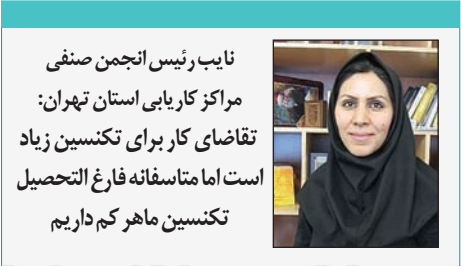 نایب رئیس انجمن صنفی
مراکز کاریابی استان تهران:
تقاضای کار برای تکنسین زیاد
است اما متاسفانه فارغ التحصیل
تکنسین ماهر کم داریم